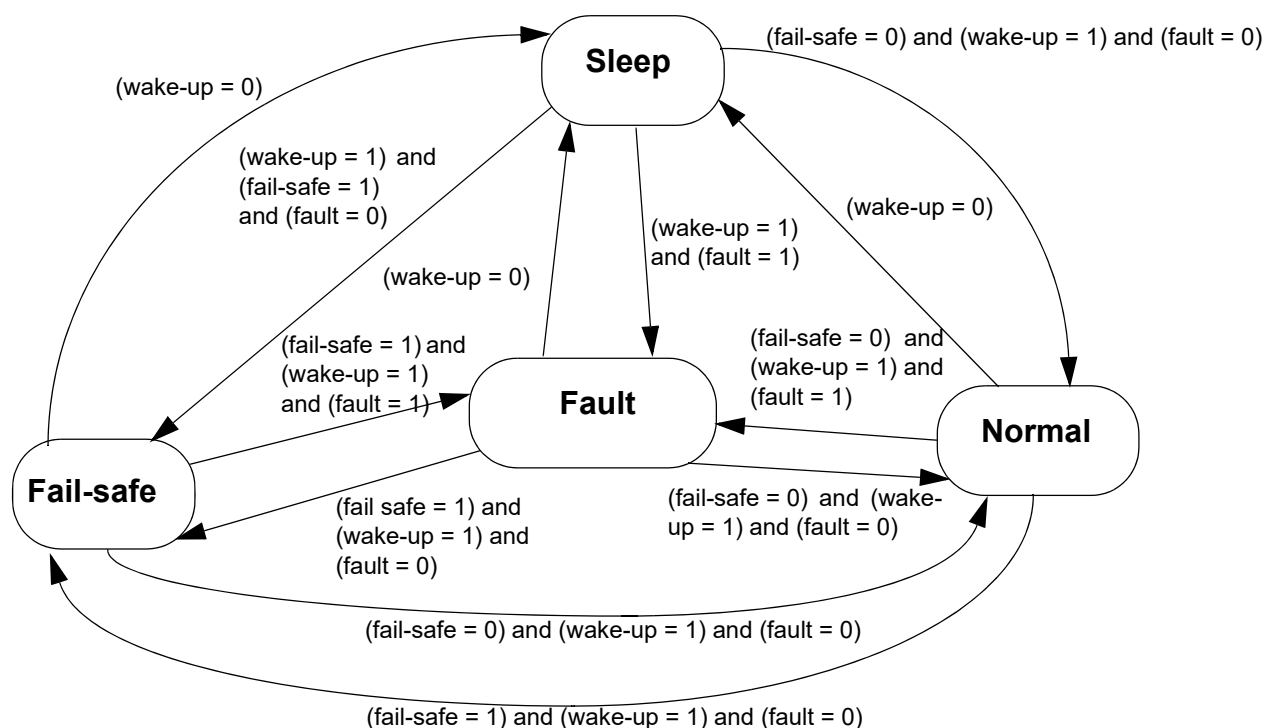 Sleep
(fail-safe = 0) and (wake-up = 1) and (fault = 0)
(wake-up = 0)
(wake-up = 1) and
(fail-safe = 1)
and (fault = 0)
(wake-up = 0)
(wake-up = 1)
and (fault = 1)
(wake-up = 0)
(fail-safe = 1) and
(wake-up = 1)
and (fault = 1)
(fail-safe = 0) and
(wake-up = 1) and
(fault = 1)
Fault
Normal
Fail-safe
(fail safe = 1) and
(wake-up = 1) and
(fault = 0)
(fail-safe = 0) and (wake-
up = 1) and (fault = 0)
(fail-safe = 0) and (wake-up = 1) and (fault = 0)
(fail-safe = 1) and (wake-up = 1) and (fault = 0)